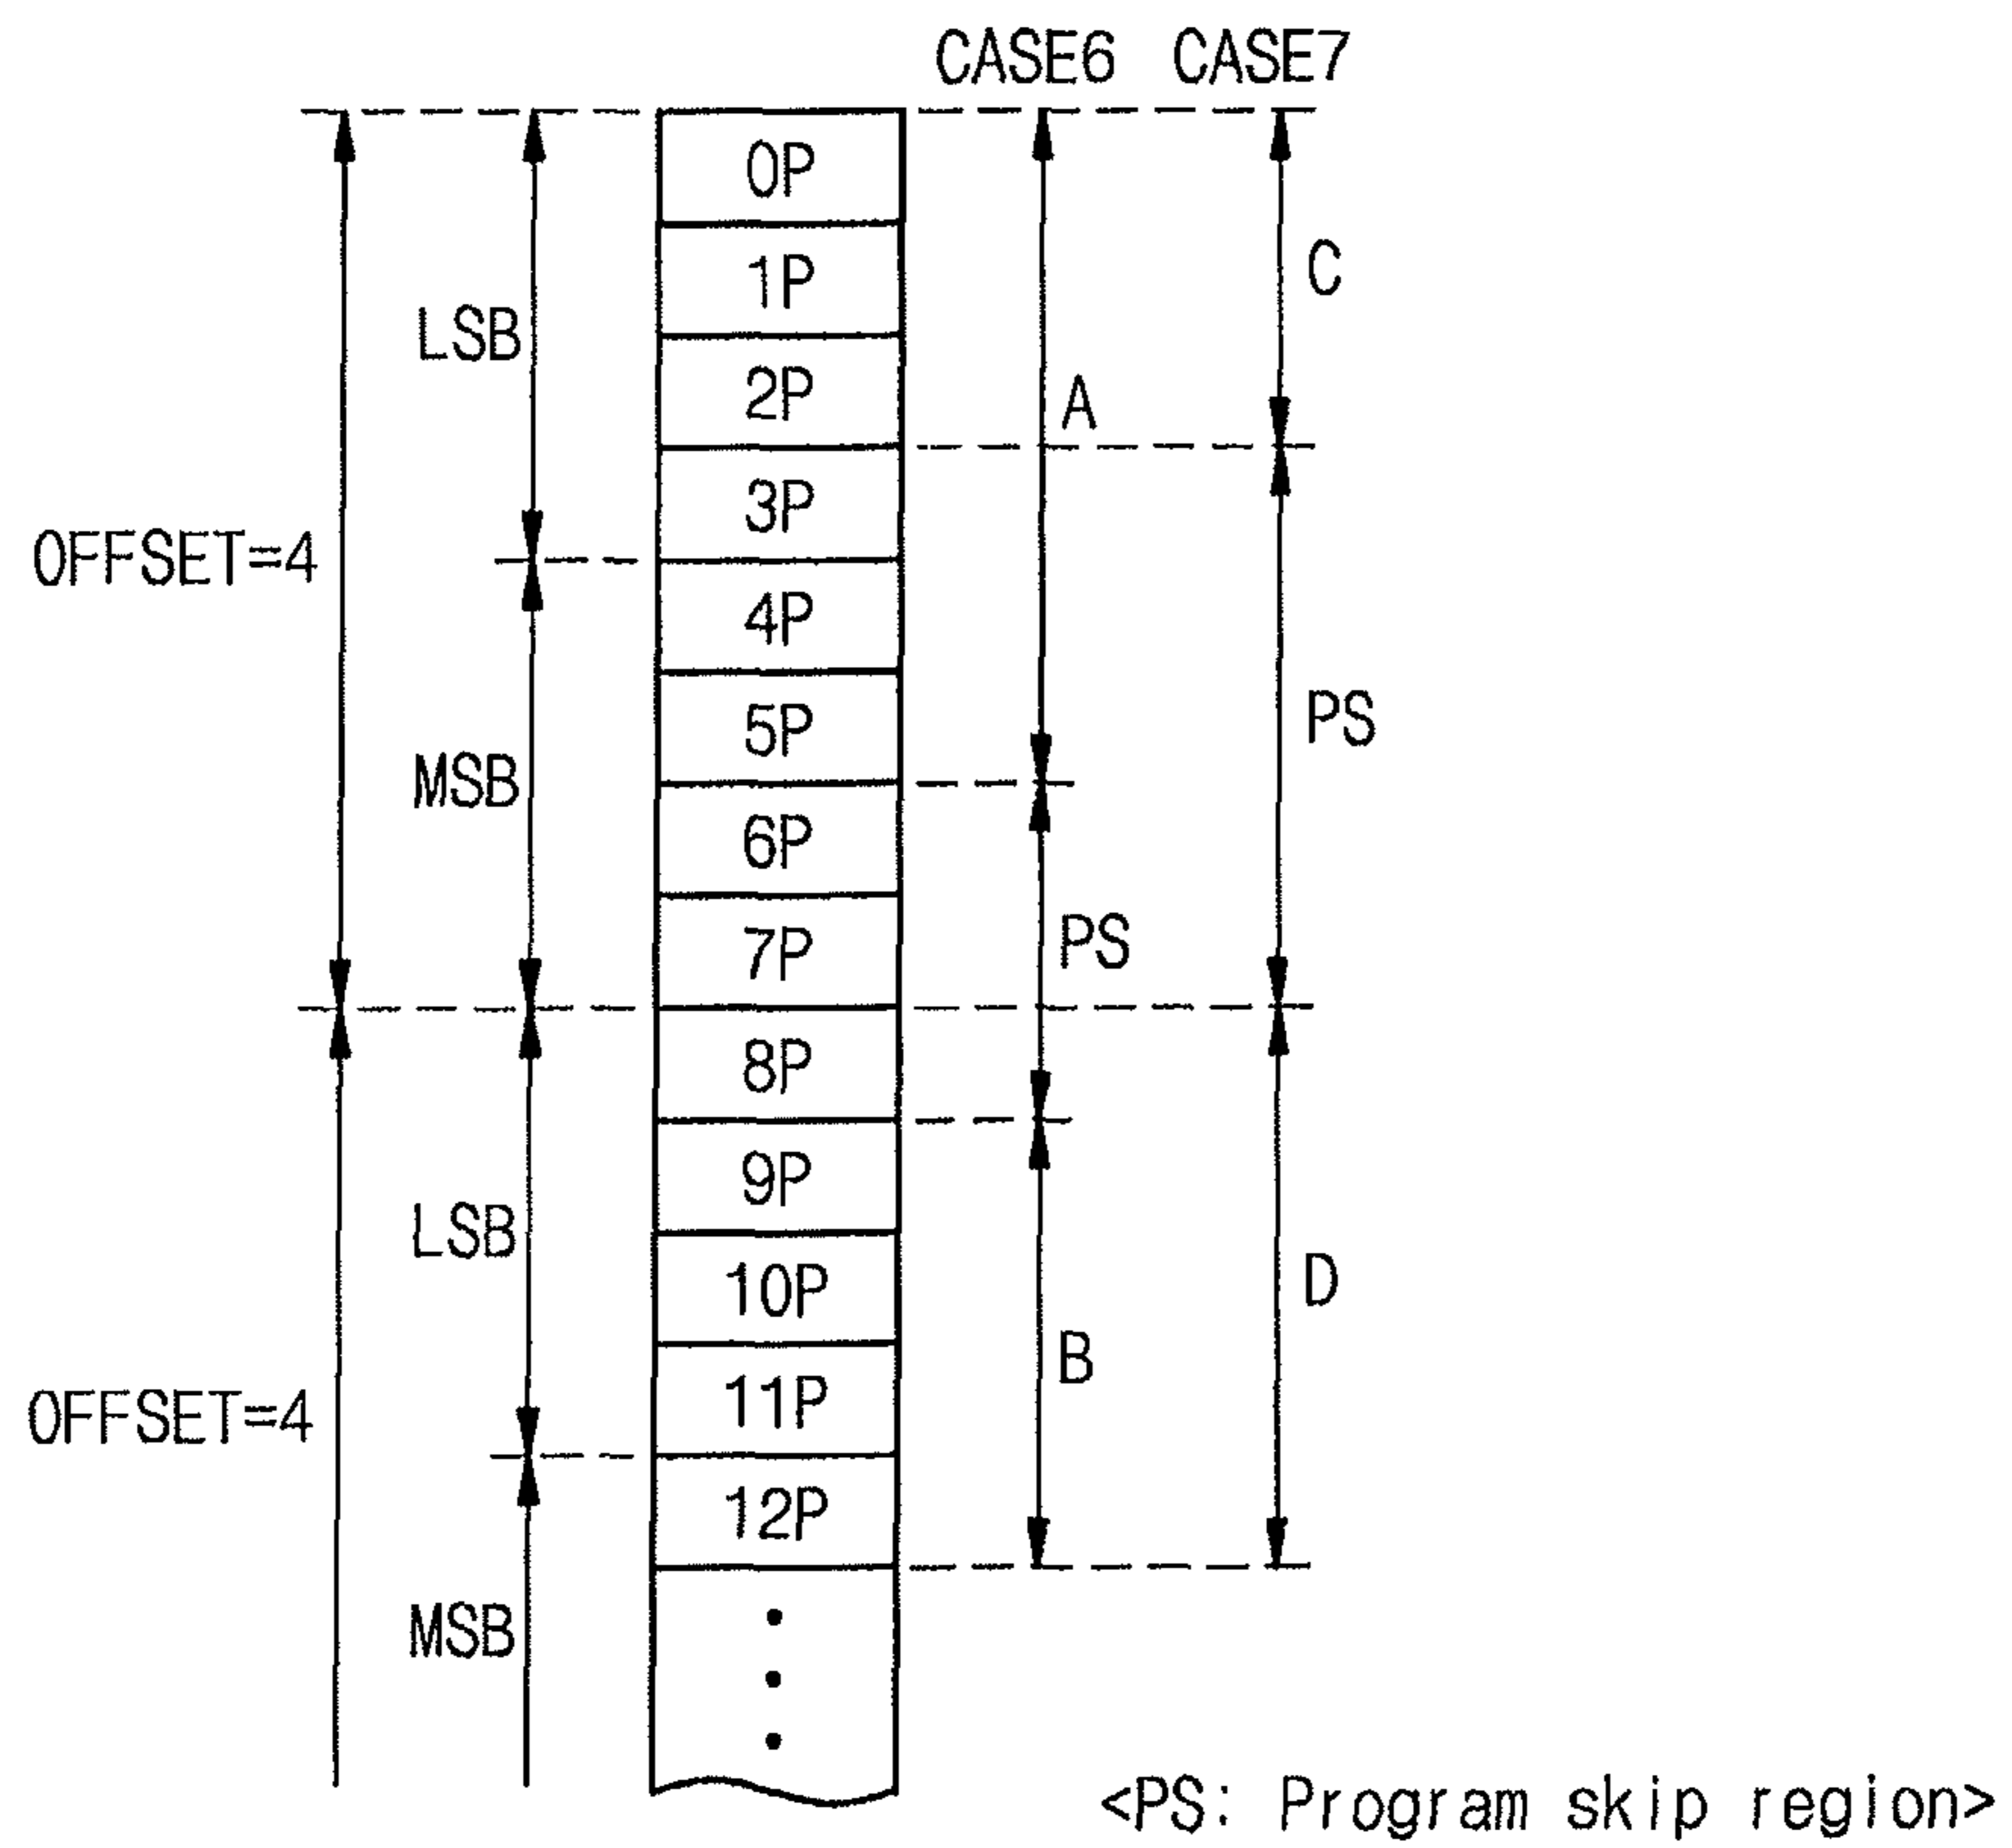 CASE6 CASE7
0P
1P
C
LSB
2P
A
3P
OFFSET=4
4P
5P
PS
MSB
6P
7P
PS
8P
9P
LSB
10P
D
B
11P
OFFSET=4
12P
MSB
<PS: Program skip region>